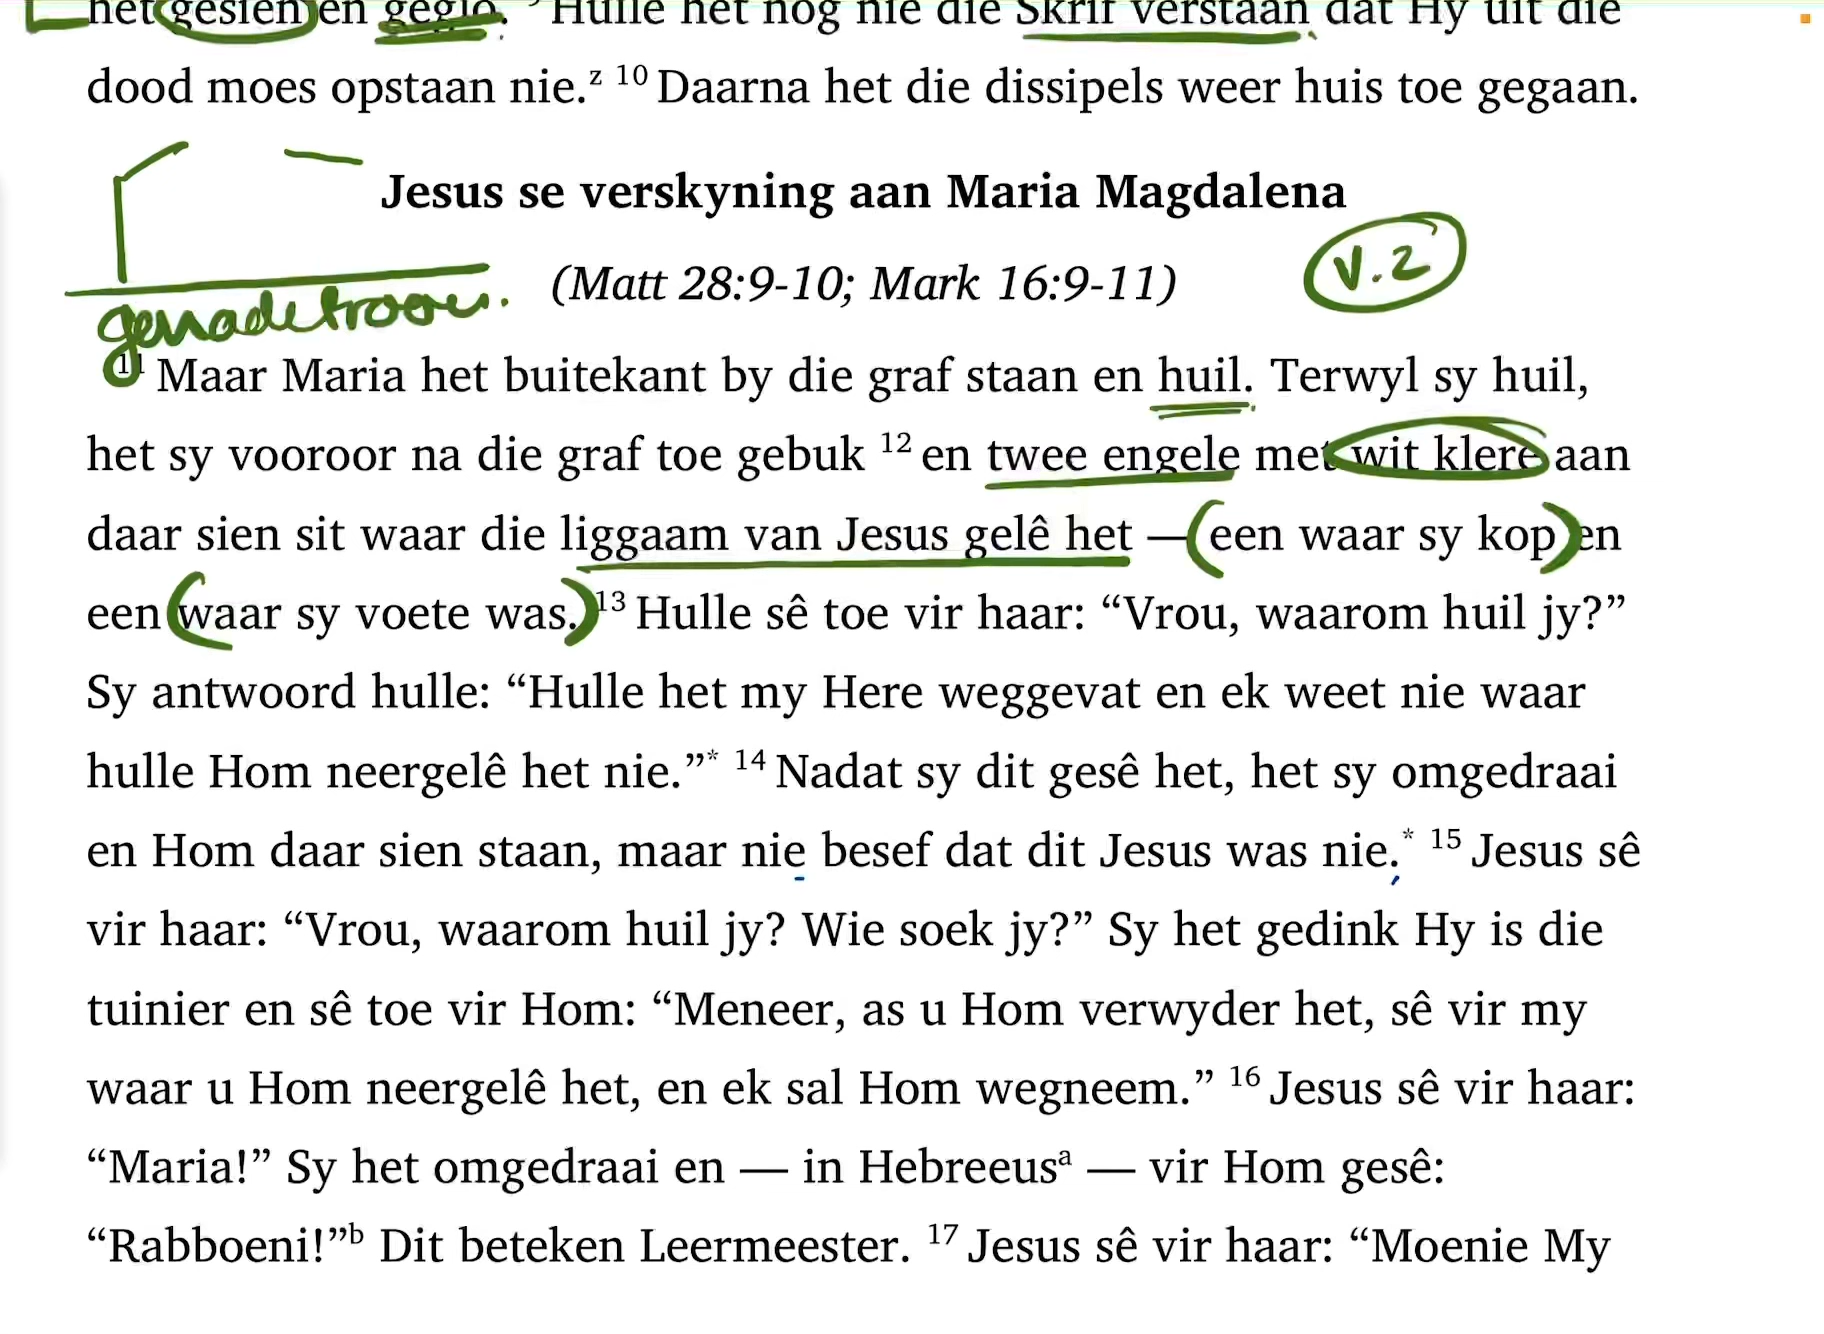 het gesien en geglo. Hulle het nog nie die Skrif verstaan dat Hy uit die
dood moes opstaan nie.z 10 Daarna het die dissipels weer huis toe gegaan.
Jesus se verskyning aan Maria Magdalena
v.2
(Matt 28:9-10; Mark 16:9-11)
genadetroon.
11 Maar Maria het buitekant by die graf staan en huil. Terwyl sy huil,
het sy vooroor na die graf toe gebuk 12 en twee engele met wit klere aan
daar sien sit waar die liggaam van Jesus gelê het — (een waar sy kop) en
een (waar sy voete was.) 13 Hulle sê toe vir haar: “Vrou, waarom huil jy?”
Sy antwoord hulle: “Hulle het my Here weggevat en ek weet nie waar
hulle Hom neergelê het nie.”* 14 Nadat sy dit gesê het, het sy omgedraai
en Hom daar sien staan, maar nie besef dat dit Jesus was nie.* 15 Jesus sê
vir haar: “Vrou, waarom huil jy? Wie soek jy?” Sy het gedink Hy is die
tuinier en sê toe vir Hom: “Meneer, as u Hom verwyder het, sê vir my
waar u Hom neergelê het, en ek sal Hom wegneem.” 16 Jesus sê vir haar:
“Maria!” Sy het omgedraai en — in Hebreeusa — vir Hom gesê:
“Rabboeni!”b Dit beteken Leermeester. 17 Jesus sê vir haar: “Moenie My